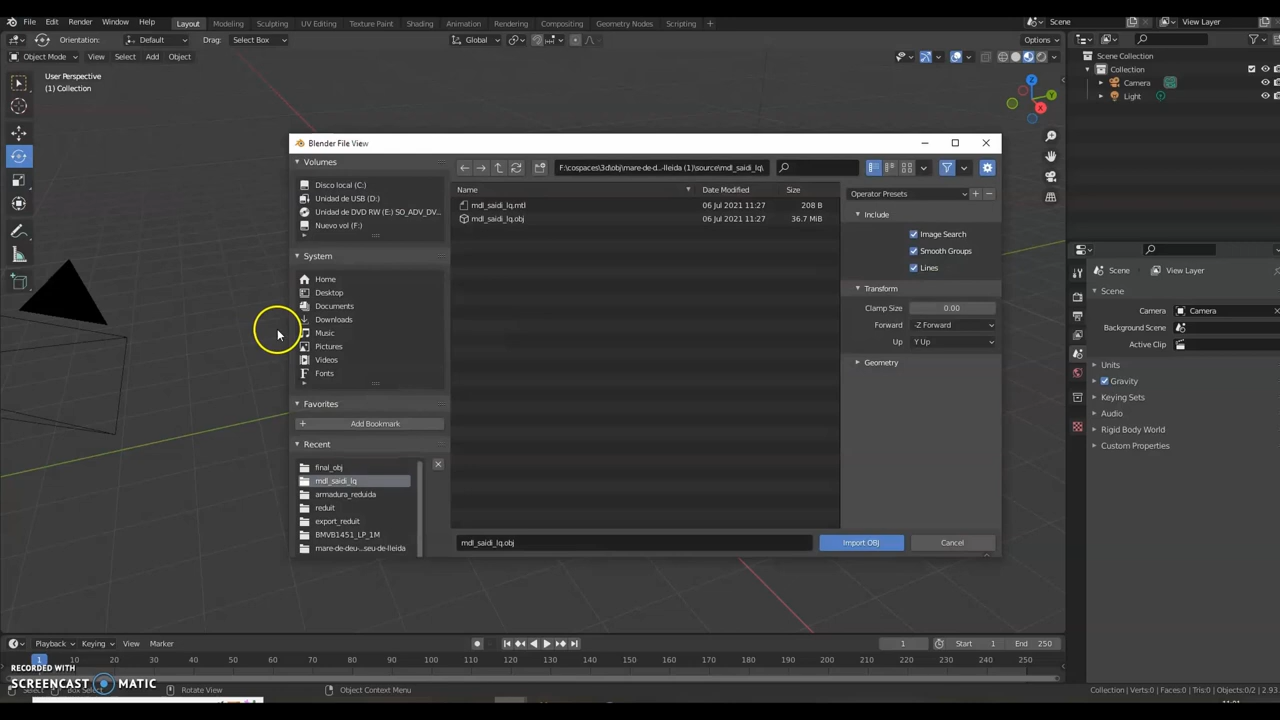 File Edit Render Window Help Layout Modeling Sculpting UV Editing Texture Paint Shading Animation Rendering Compositing Geometry Nodes Scripting + Scene View Layer
Orientation: Default Drag: Select Box Global Options
Object Mode View Select Add Object
User Perspective
(1) Collection
Z
Y
X
Scene Collection
Collection
Camera
Light
Blender File View
Volumes
Disco local (C:)
Unidad de USB (D:)
Unidad de DVD RW (E:) SO_ADV_DV...
Nuevo vol (F:)
System
Home
Desktop
Documents
Downloads
Music
Pictures
Videos
Fonts
Favorites
Add Bookmark
Recent
final_obj
mdl_saidi_lq
armadura_reduida
reduit
export_reduit
BMVB1451_LP_1M
mare-de-deu-...seu-de-lleida
F:\cospaces\3d\obj\mare-de-d...-lleida (1)\source\mdl_saidi_lq\
Name Date Modified Size
mdl_saidi_lq.mtl 06 Jul 2021 11:27 208 B
mdl_saidi_lq.obj 06 Jul 2021 11:27 36.7 MiB
mdl_saidi_lq.obj
Operator Presets
Include
Image Search
Smooth Groups
Lines
Transform
Clamp Size 0.00
Forward -Z Forward
Up Y Up
Geometry
Import OBJ Cancel
Scene View Layer
Scene
Camera Camera
Background Scene
Active Clip
Units
Gravity
Keying Sets
Audio
Rigid Body World
Custom Properties
Playback Keying View Marker 1 Start 1 End 250
1 10 20 30 40 50 60 70 80 90 100 110 120 130 140 150 160 170 180 190 200 210 220 230 240 250
RECORDED WITH
SCREENCAST MATIC
Select Box Select Rotate View Object Context Menu Collection | Verts:0 | Faces:0 | Tris:0 | Objects:0/2 | 2.93.